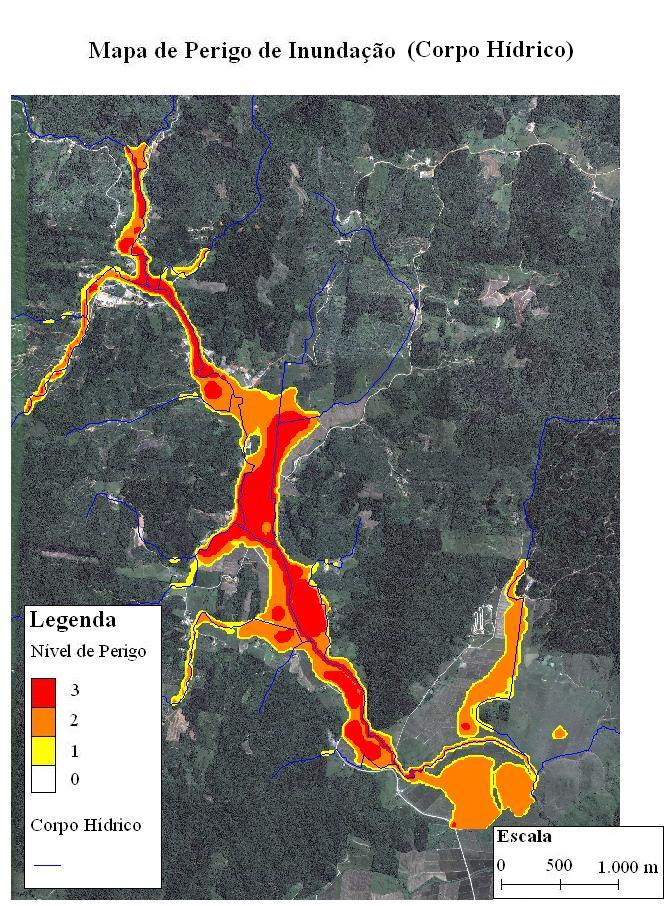 Mapa de Perigo de Inundação (Corpo Hídrico)
Legenda
Nível de Perigo
3
2
1
0
Corpo Hídrico
Escala
0 500 1.000 m